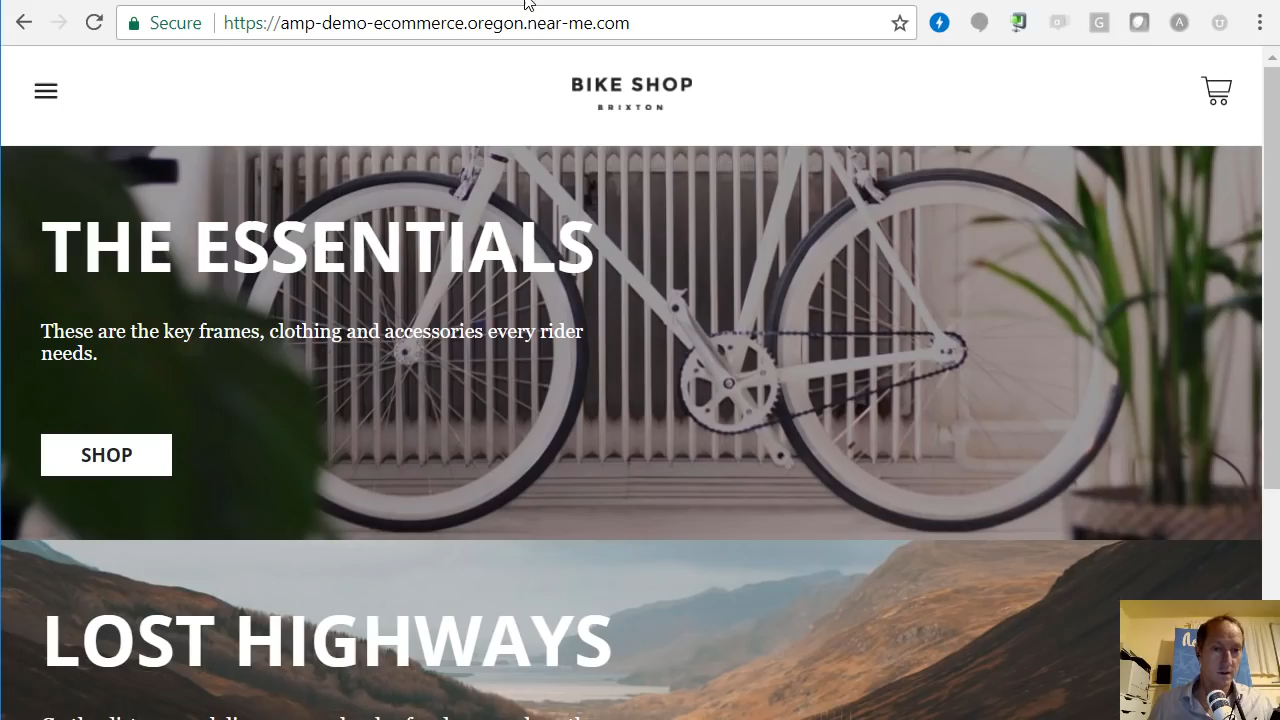 Secure
https://amp-demo-ecommerce.oregon.near-me.com
BIKE SHOP
BRIXTON
THE ESSENTIALS
These are the key frames, clothing and accessories every rider
needs.
SHOP
LOST HIGHWAYS